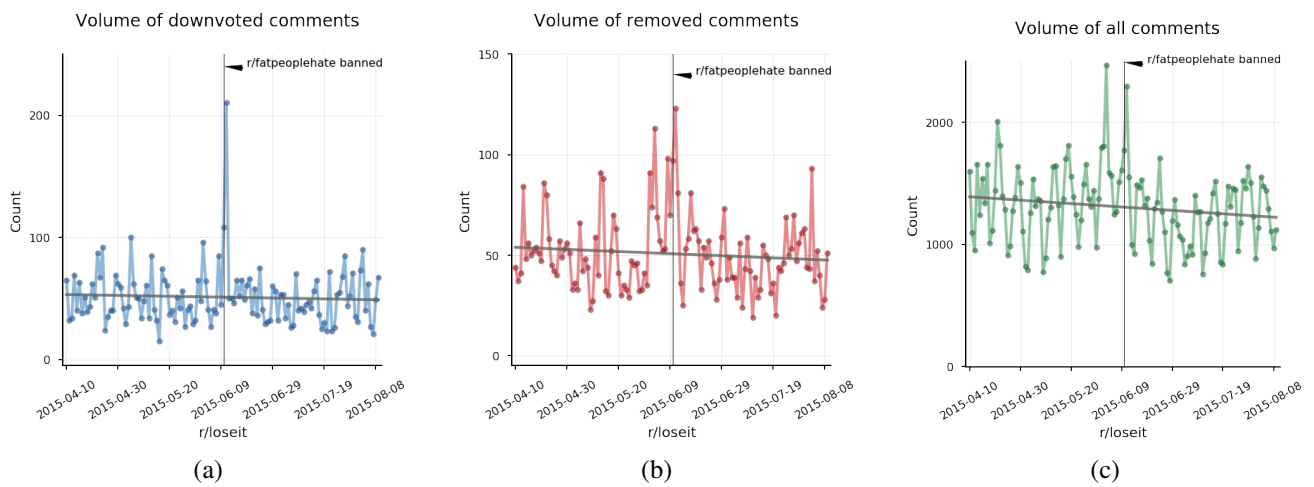 Volume of downvoted comments
r/fatpeoplehate banned
200
100
0
Count
2015-04-10
2015-04-30
2015-05-20
2015-06-09
2015-06-29
2015-07-19
2015-08-08
r/loseit
(a)
Volume of removed comments
r/fatpeoplehate banned
150
100
50
0
Count
2015-04-10
2015-04-30
2015-05-20
2015-06-09
2015-06-29
2015-07-19
2015-08-08
r/loseit
(b)
Volume of all comments
r/fatpeoplehate banned
2000
1000
0
Count
2015-04-10
2015-04-30
2015-05-20
2015-06-09
2015-06-29
2015-07-19
2015-08-08
r/loseit
(c)